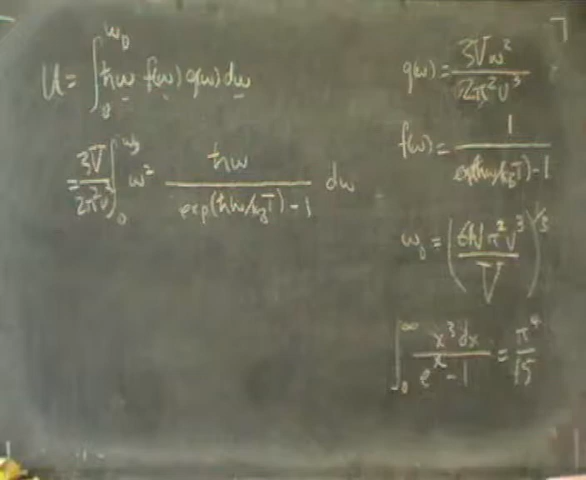 U = ∫₀^ω_D ħω f(ω) g(ω) dω
= 3V/2π²v³ ∫₀^ω_D ω² ħω/(exp(ħω/k_BT) - 1) dω
g(ω) = 3Vω²/2π²v³
f(ω) = 1/(exp(ħω/k_BT) - 1)
ω_D = (6Nπ²v³/V)^1/3
∫₀^∞ x³dx/(eˣ - 1) = π⁴/15